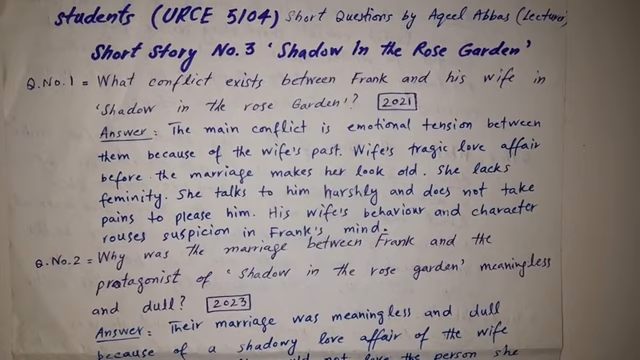 students (URCE 5104) Short Questions by Aqeel Abbas (Lecturer)
Short Story No. 3 'Shadow In the Rose Garden'
Q.No.1 = What conflict exists between Frank and his wife in
'Shadow in the rose Garden'? 2021
Answer: The main conflict is emotional tension between
them because of the wife's past. Wife's tragic love affair
before the marriage makes her look old. She lacks
feminity. She talks to him harshly and does not take
pains to please him. His wife's behaviour and character
rouses suspicion in Frank's mind.
Q.No.2 = Why was the marriage between Frank and the
protagonist of 'Shadow in the rose garden' meaningless
and dull? 2023
Answer: Their marriage was meaningless and dull
because of a shadowy love affair of the wife
not love the person she